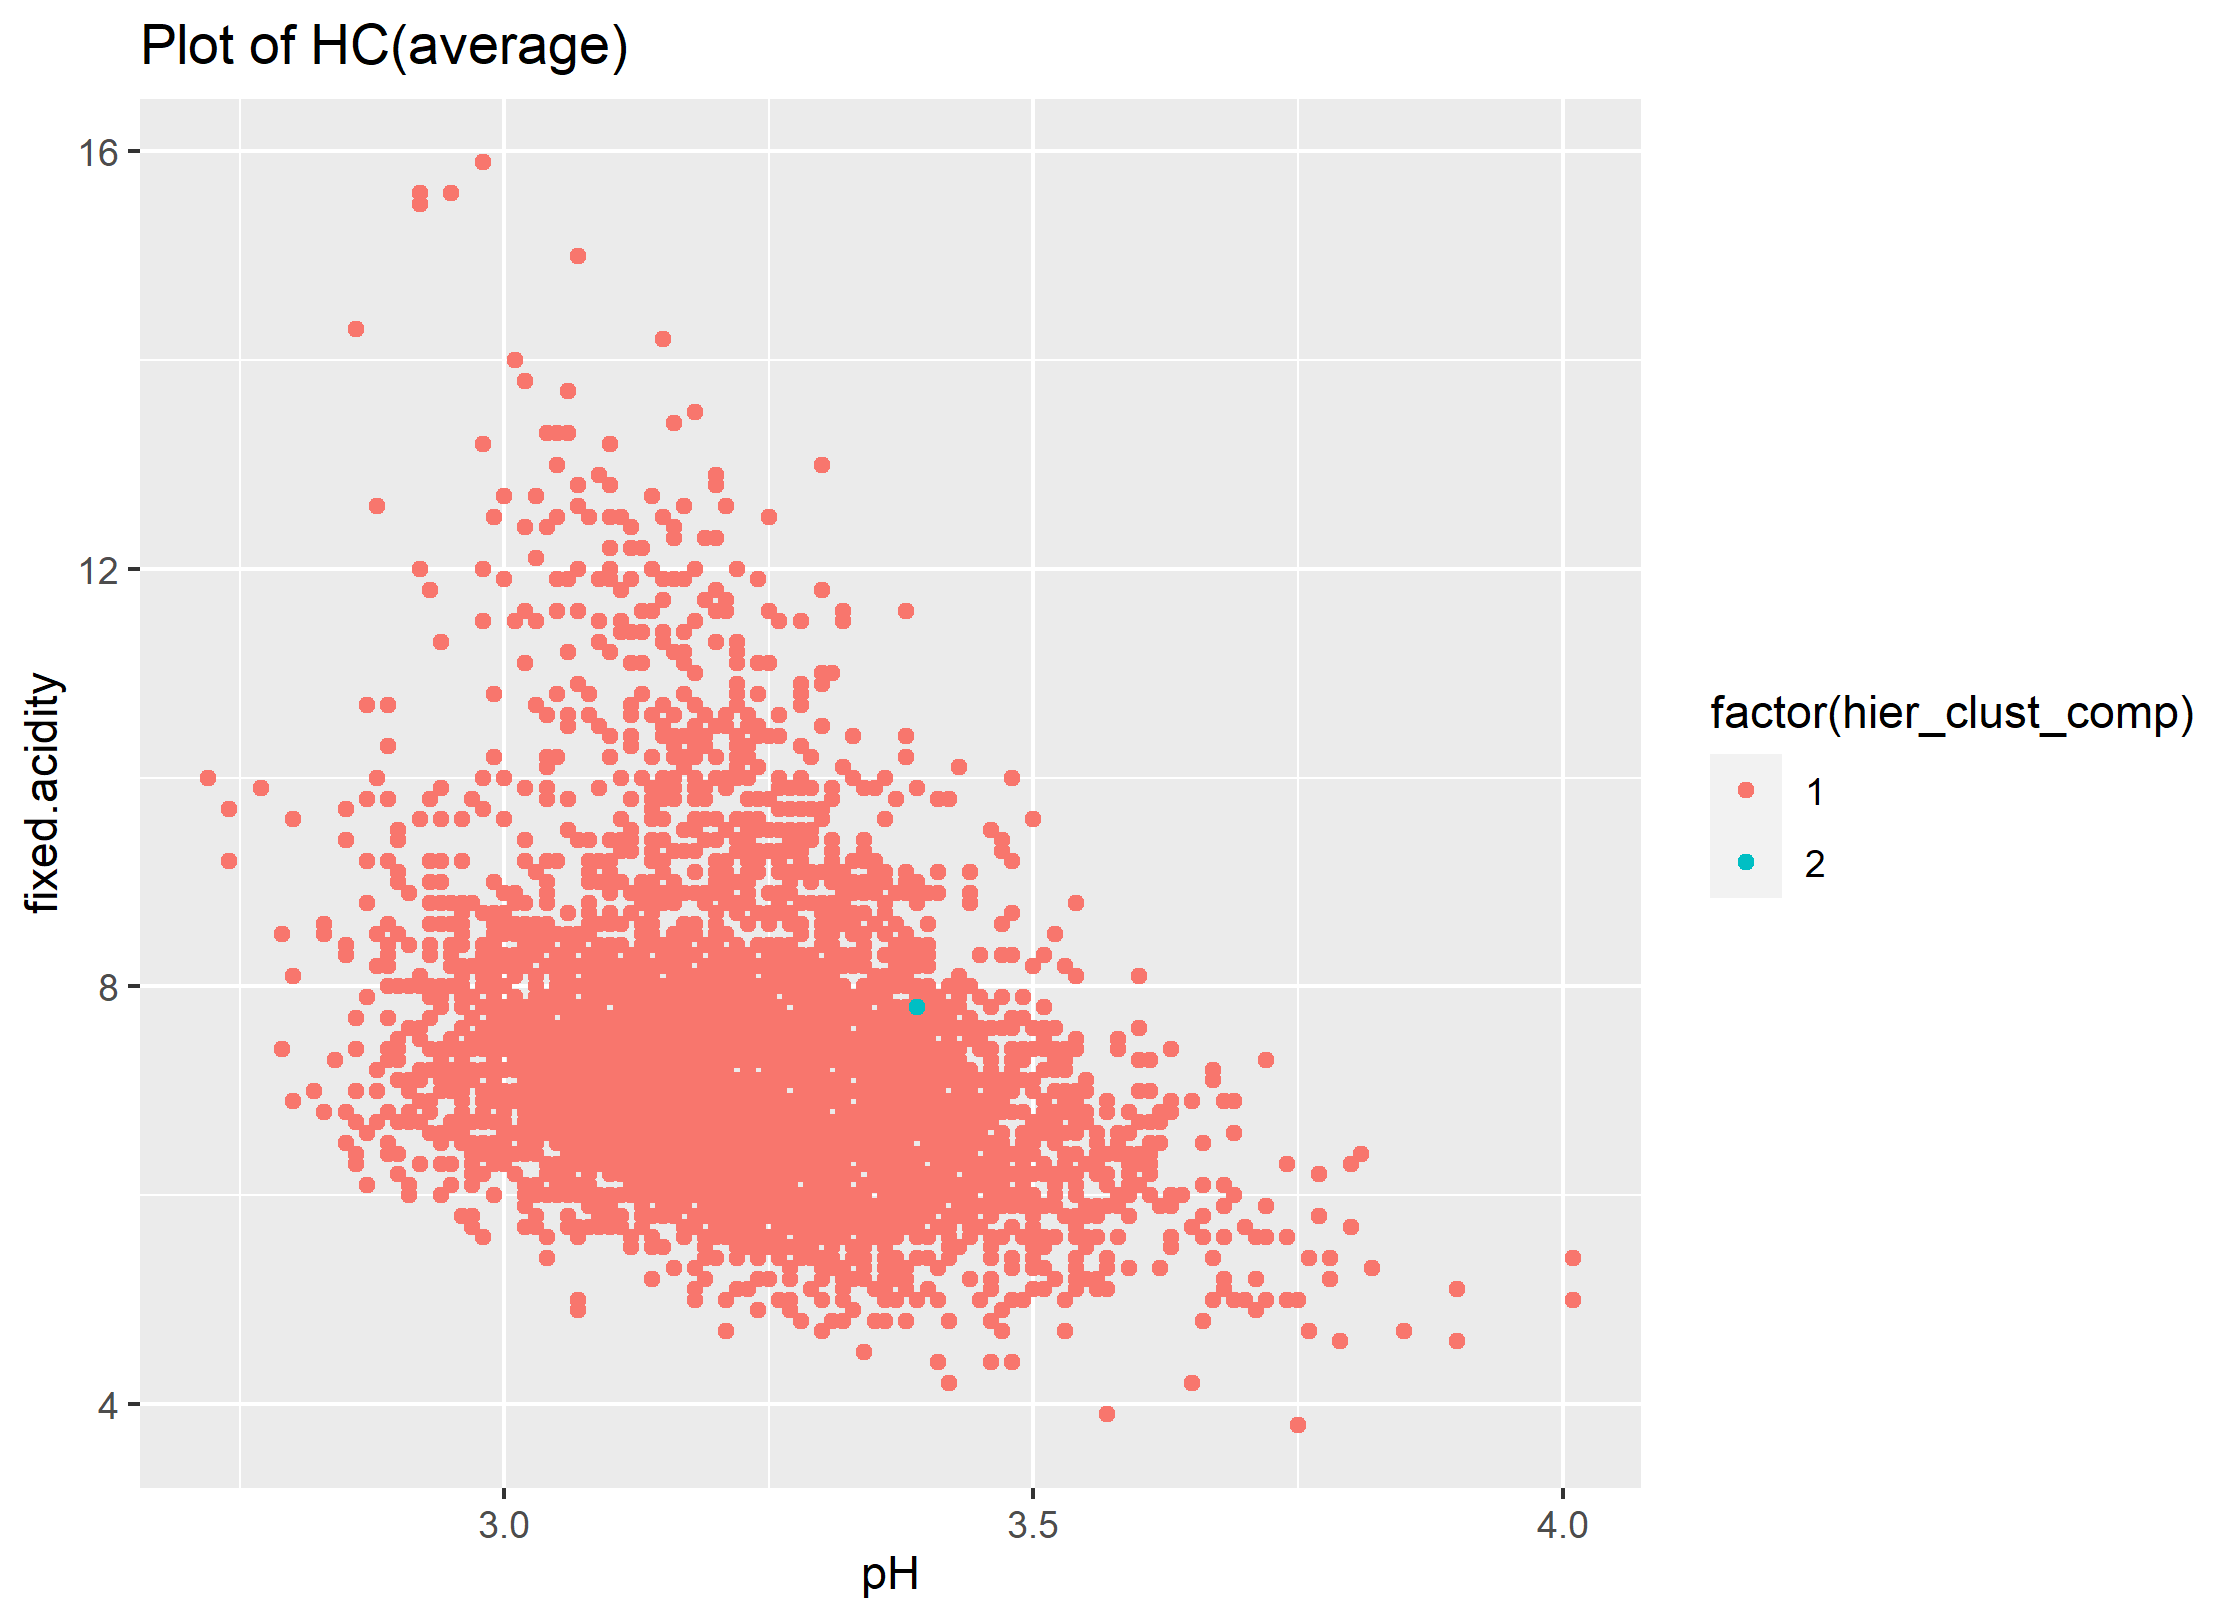 Plot of HC(average)
16
12
8
4
fixed.acidity
3.0 3.5 4.0
pH
factor(hier_clust_comp)
1
2